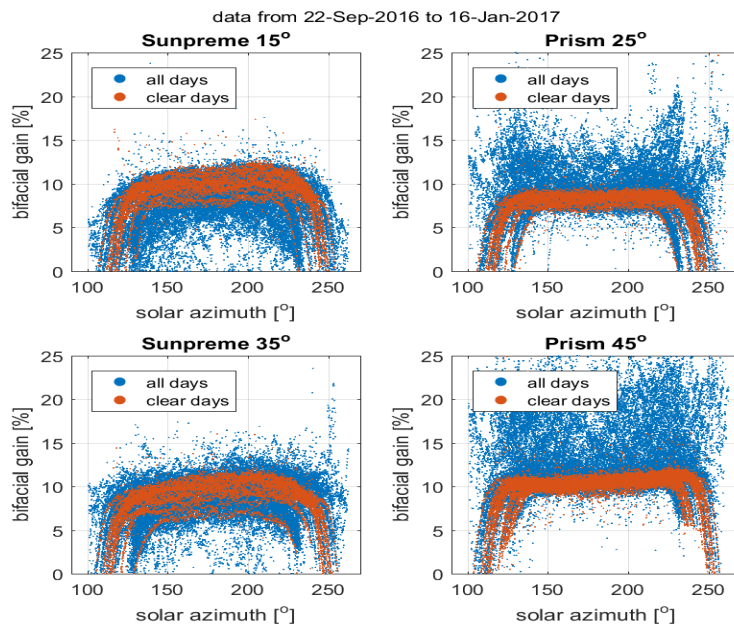 data from 22-Sep-2016 to 16-Jan-2017
Sunpreme 15°
25
20
15
10
5
0
bifacial gain [%]
all days
clear days
100 150 200 250
solar azimuth [°]
Prism 25°
25
20
15
10
5
0
bifacial gain [%]
all days
clear days
100 150 200 250
solar azimuth [°]
Sunpreme 35°
25
20
15
10
5
0
bifacial gain [%]
all days
clear days
100 150 200 250
solar azimuth [°]
Prism 45°
25
20
15
10
5
0
bifacial gain [%]
all days
clear days
100 150 200 250
solar azimuth [°]